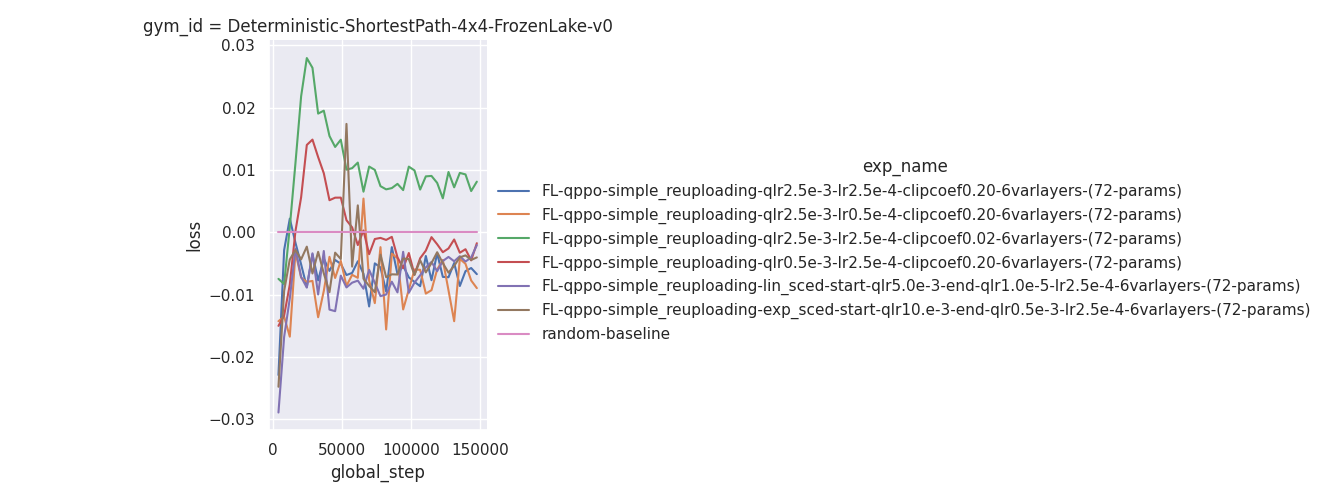 gym_id = Deterministic-ShortestPath-4x4-FrozenLake-v0
0.03
0.02
0.01
0.00
−0.01
−0.02
−0.03
loss
0
50000
100000
150000
global_step
exp_name
FL-qppo-simple_reuploading-qlr2.5e-3-lr2.5e-4-clipcoef0.20-6varlayers-(72-params)
FL-qppo-simple_reuploading-qlr2.5e-3-lr0.5e-4-clipcoef0.20-6varlayers-(72-params)
FL-qppo-simple_reuploading-qlr2.5e-3-lr2.5e-4-clipcoef0.02-6varlayers-(72-params)
FL-qppo-simple_reuploading-qlr0.5e-3-lr2.5e-4-clipcoef0.20-6varlayers-(72-params)
FL-qppo-simple_reuploading-lin_sced-start-qlr5.0e-3-end-qlr1.0e-5-lr2.5e-4-6varlayers-(72-params)
FL-qppo-simple_reuploading-exp_sced-start-qlr10.e-3-end-qlr0.5e-3-lr2.5e-4-6varlayers-(72-params)
random-baseline